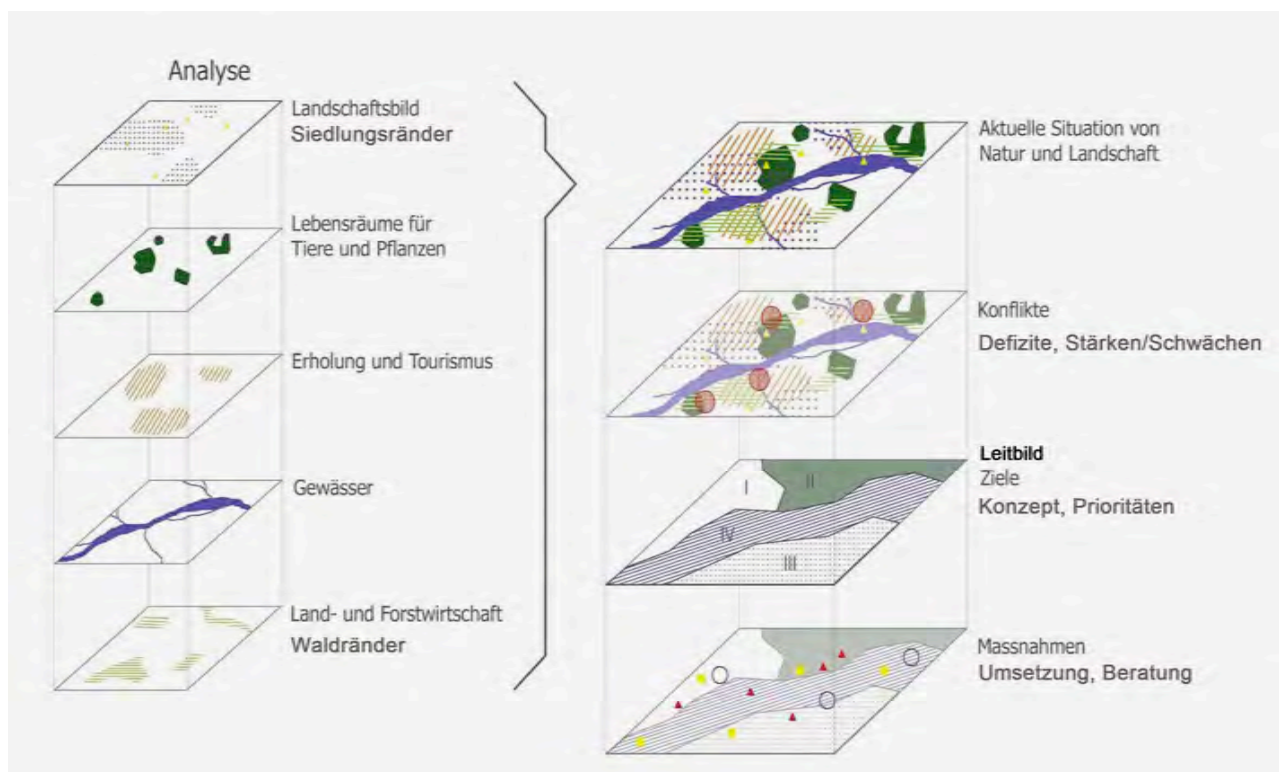 Analyse
Landschaftsbild
Siedlungsränder
Lebensräume für
Tiere und Pflanzen
Erholung und Tourismus
Gewässer
Land- und Forstwirtschaft
Waldränder
Aktuelle Situation von
Natur und Landschaft
Konflikte
Defizite, Stärken/Schwächen
Leitbild
Ziele
Konzept, Prioritäten
I
II
IV
III
Massnahmen
Umsetzung, Beratung